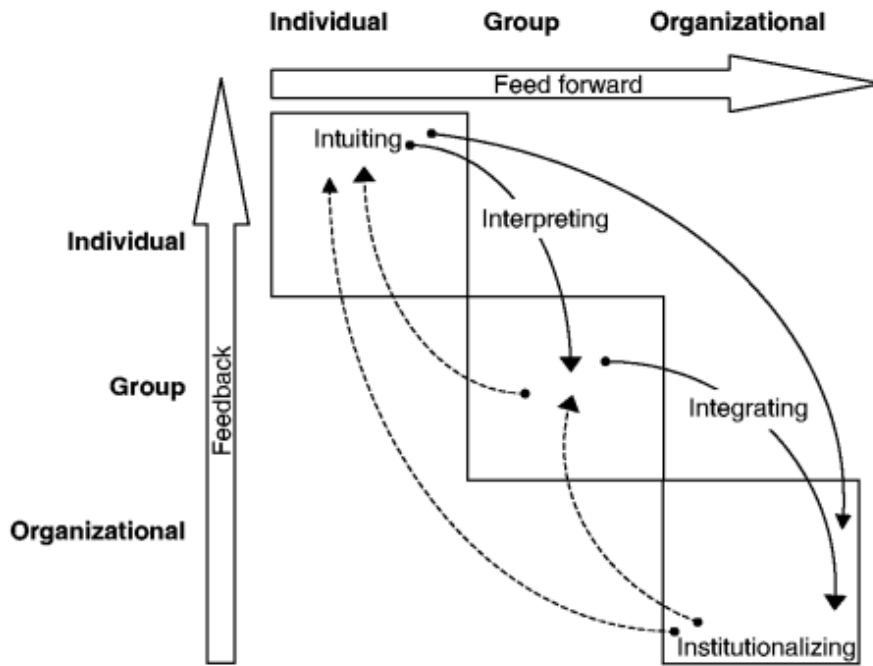 Individual Group Organizational
Feed forward
Intuiting
Interpreting
Individual
Feedback
Group
Integrating
Organizational
Institutionalizing